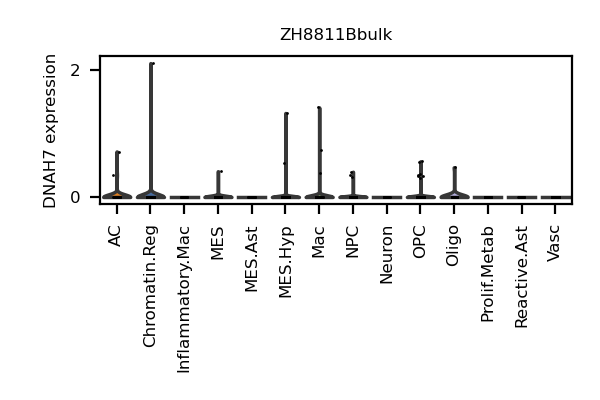 ZH8811Bbulk
DNAH7 expression
2
0
AC
Chromatin.Reg
Inflammatory.Mac
MES
MES.Ast
MES.Hyp
Mac
NPC
Neuron
OPC
Oligo
Prolif.Metab
Reactive.Ast
Vasc